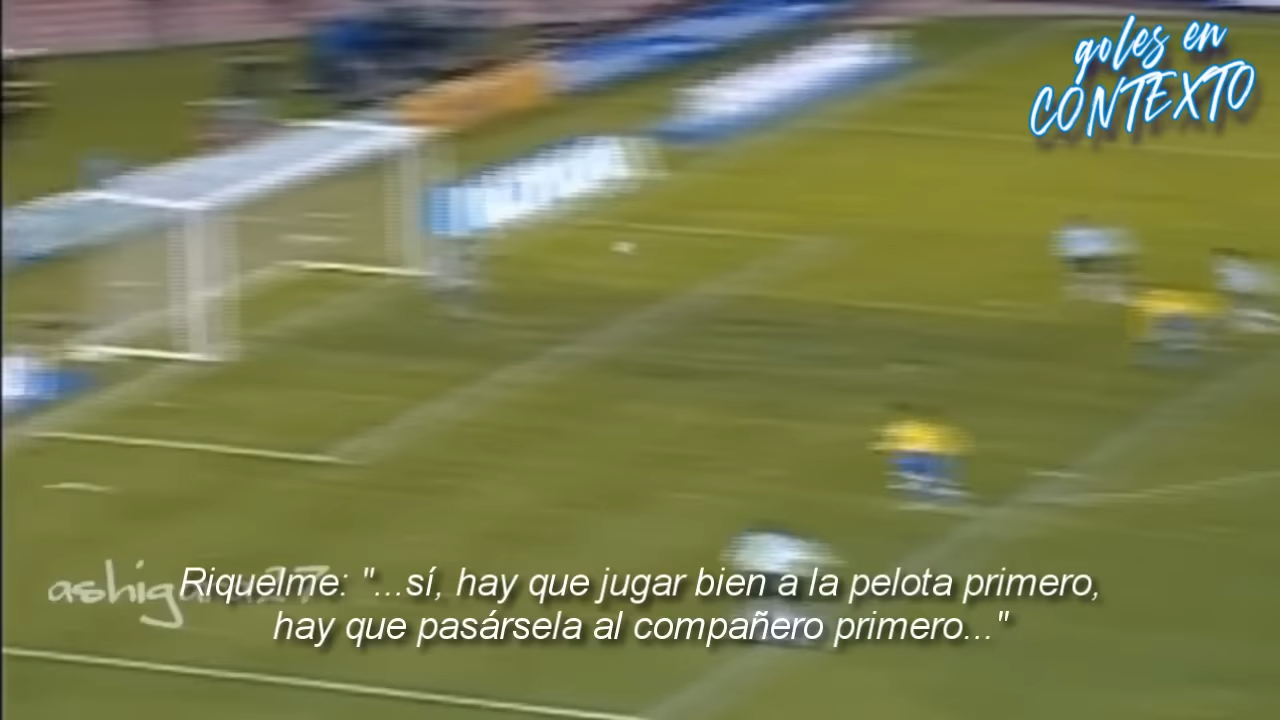 goles en
CONTEXTO
Riquelme: "...sí, hay que jugar bien a la pelota primero,
hay que pasársela al compañero primero..."